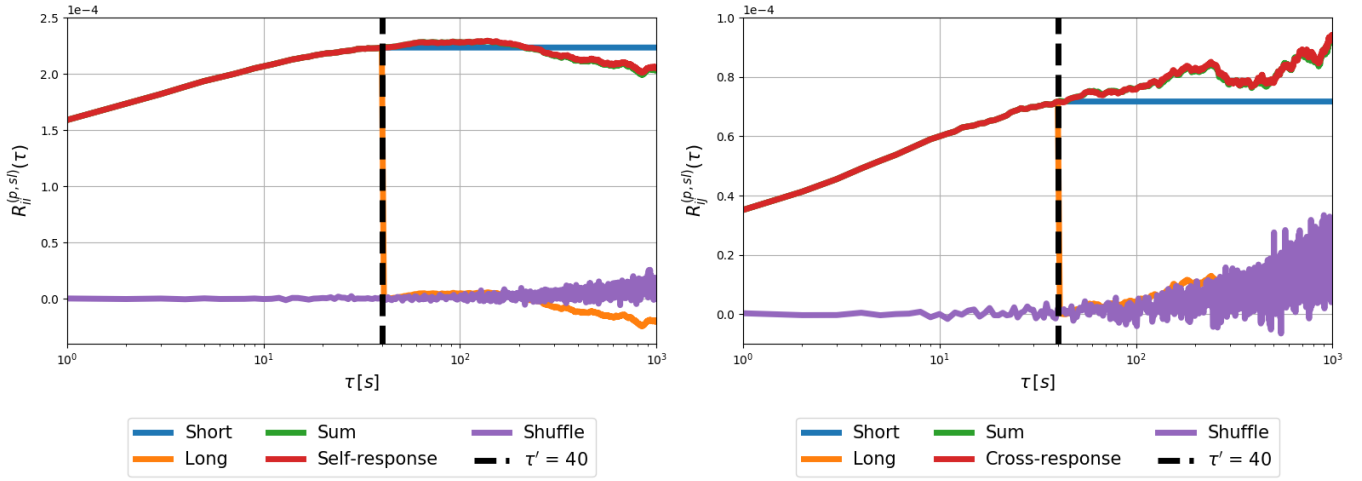 1e−4
2.5
2.0
1.5
1.0
0.5
0.0
R_{ii}^{(p,sl)}(τ)
10^0 10^1 10^2 10^3
τ [s]
Short Sum Shuffle
Long Self-response τ′ = 40
1e−4
1.0
0.8
0.6
0.4
0.2
0.0
R_{ij}^{(p,sl)}(τ)
10^0 10^1 10^2 10^3
τ [s]
Short Sum Shuffle
Long Cross-response τ′ = 40